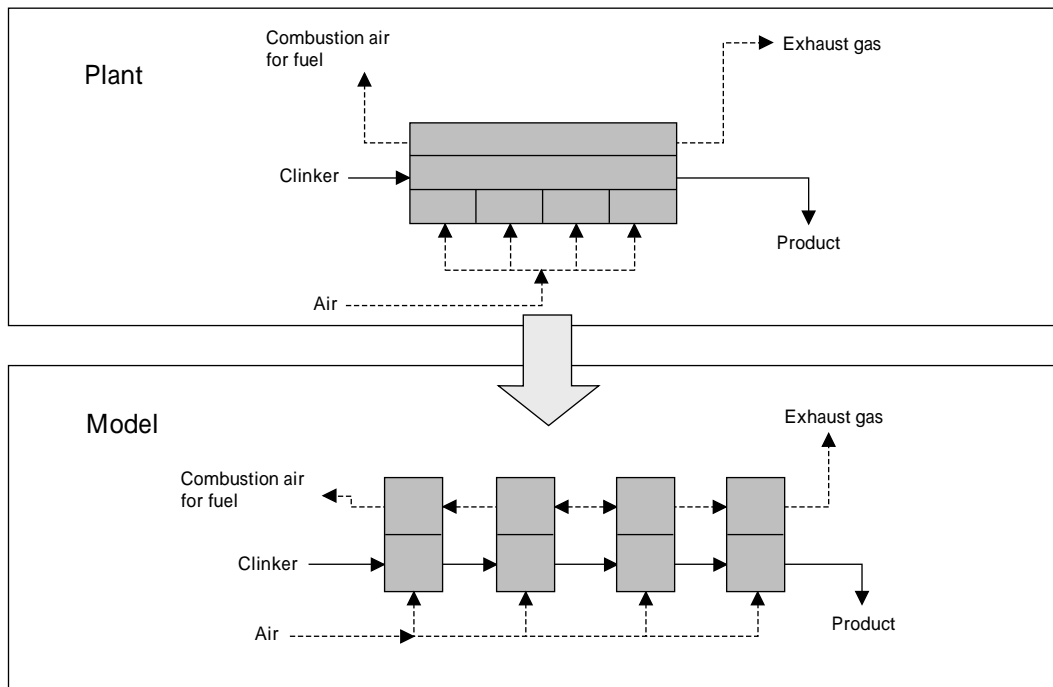 Combustion air
for fuel
Exhaust gas
Plant
Clinker
Product
Air
Model
Exhaust gas
Combustion air
for fuel
Clinker
Product
Air